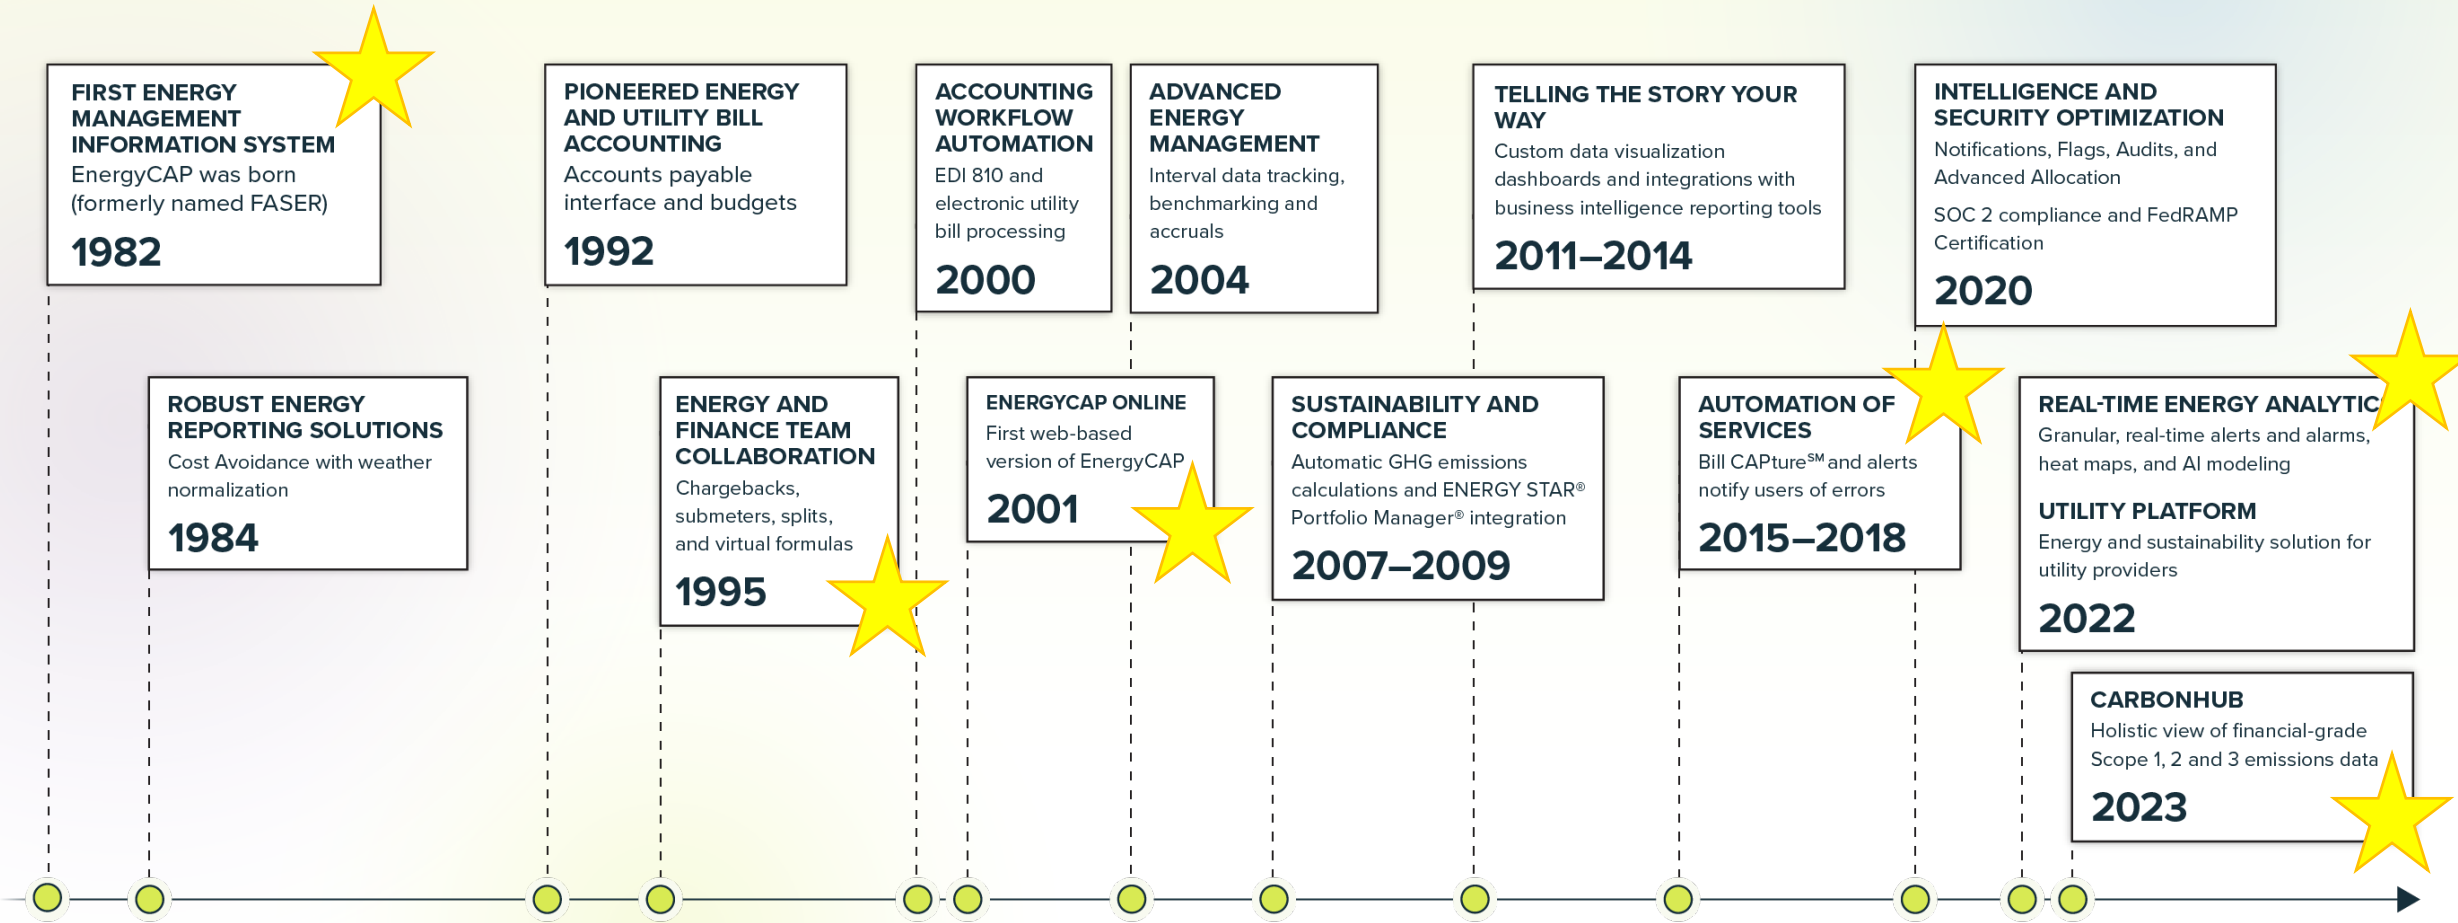 FIRST ENERGY
MANAGEMENT
INFORMATION SYSTEM
EnergyCAP was born
(formerly named FASER)
1982
ROBUST ENERGY
REPORTING SOLUTIONS
Cost Avoidance with weather
normalization
1984
PIONEERED ENERGY
AND UTILITY BILL
ACCOUNTING
Accounts payable
interface and budgets
1992
ENERGY AND
FINANCE TEAM
COLLABORATION
Chargebacks,
submeters, splits,
and virtual formulas
1995
ACCOUNTING
WORKFLOW
AUTOMATION
EDI 810 and
electronic utility
bill processing
2000
ENERGYCAP ONLINE
First web-based
version of EnergyCAP
2001
ADVANCED
ENERGY
MANAGEMENT
Interval data tracking,
benchmarking and
accruals
2004
SUSTAINABILITY AND
COMPLIANCE
Automatic GHG emissions
calculations and ENERGY STAR®
Portfolio Manager® integration
2007–2009
TELLING THE STORY YOUR
WAY
Custom data visualization
dashboards and integrations with
business intelligence reporting tools
2011–2014
AUTOMATION OF
SERVICES
Bill CAPture℠ and alerts
notify users of errors
2015–2018
INTELLIGENCE AND
SECURITY OPTIMIZATION
Notifications, Flags, Audits, and
Advanced Allocation
SOC 2 compliance and FedRAMP
Certification
2020
REAL-TIME ENERGY ANALYTICS
Granular, real-time alerts and alarms,
heat maps, and AI modeling
UTILITY PLATFORM
Energy and sustainability solution for
utility providers
2022
CARBONHUB
Holistic view of financial-grade
Scope 1, 2 and 3 emissions data
2023